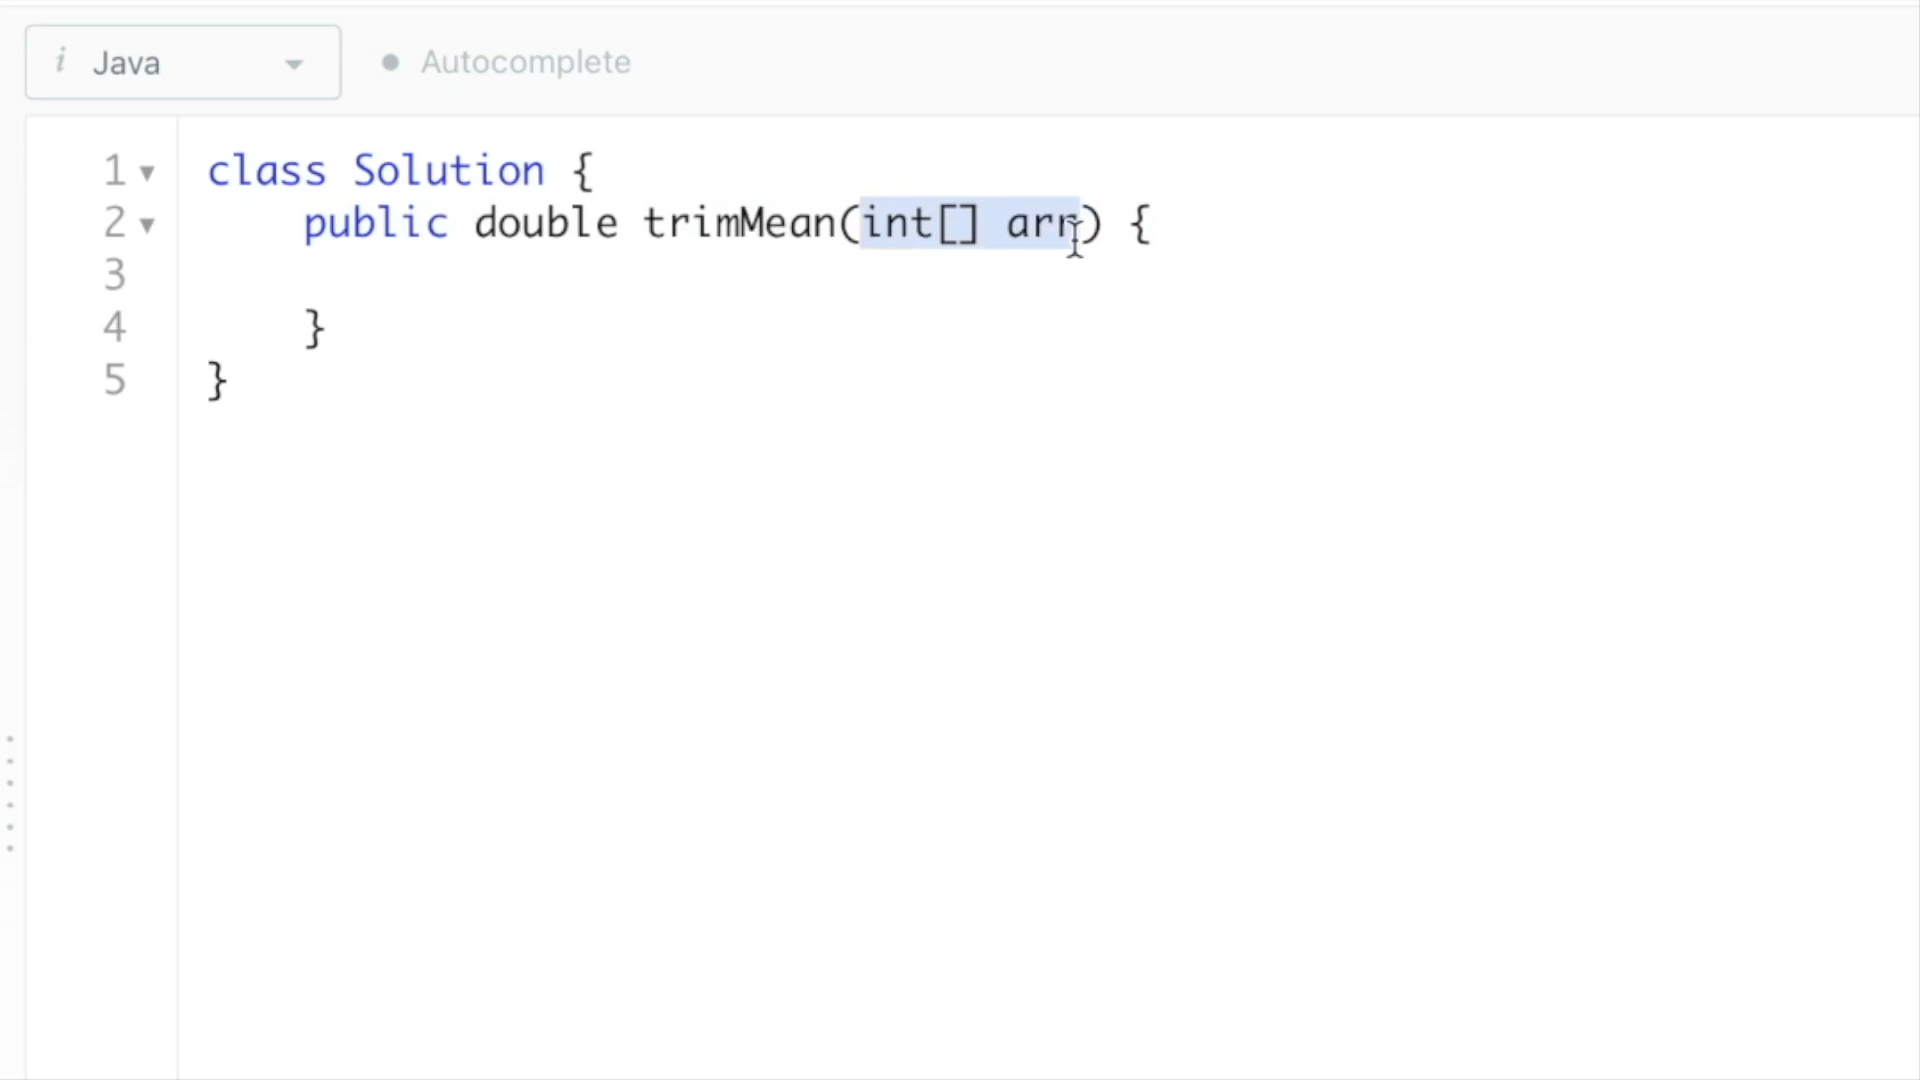 i Java Autocomplete
1 class Solution {
2 public double trimMean(int[] arr) {
3
4 }
5 }